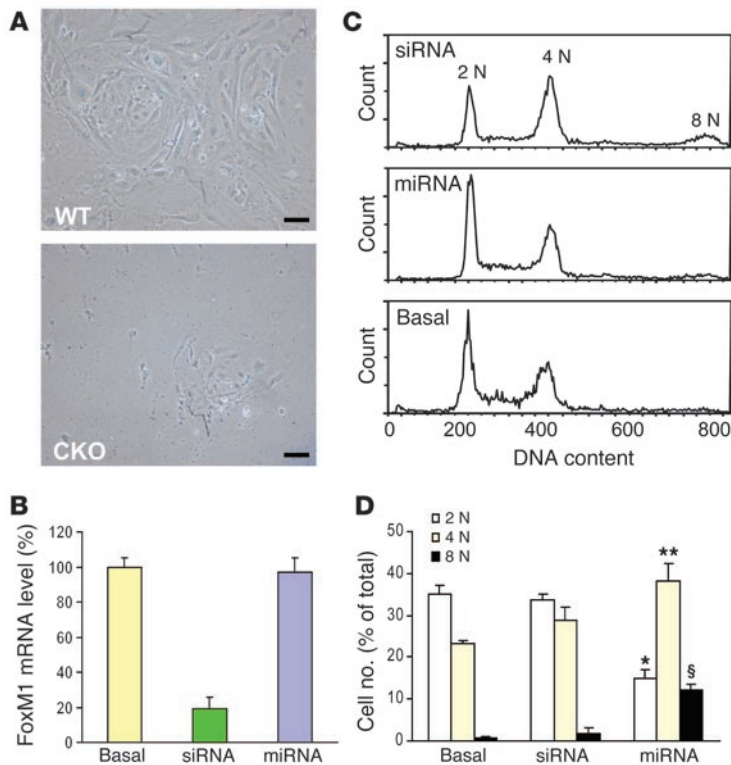 A
WT
CKO
B
FoxM1 mRNA level (%)
120
100
80
60
40
20
0
Basal siRNA miRNA
C
siRNA
2 N
4 N
8 N
Count
miRNA
Count
Basal
Count
0 200 400 600 800
DNA content
D
2 N
4 N
8 N
Cell no. (% of total)
50
40
30
20
10
0
*
**
§
Basal siRNA miRNA